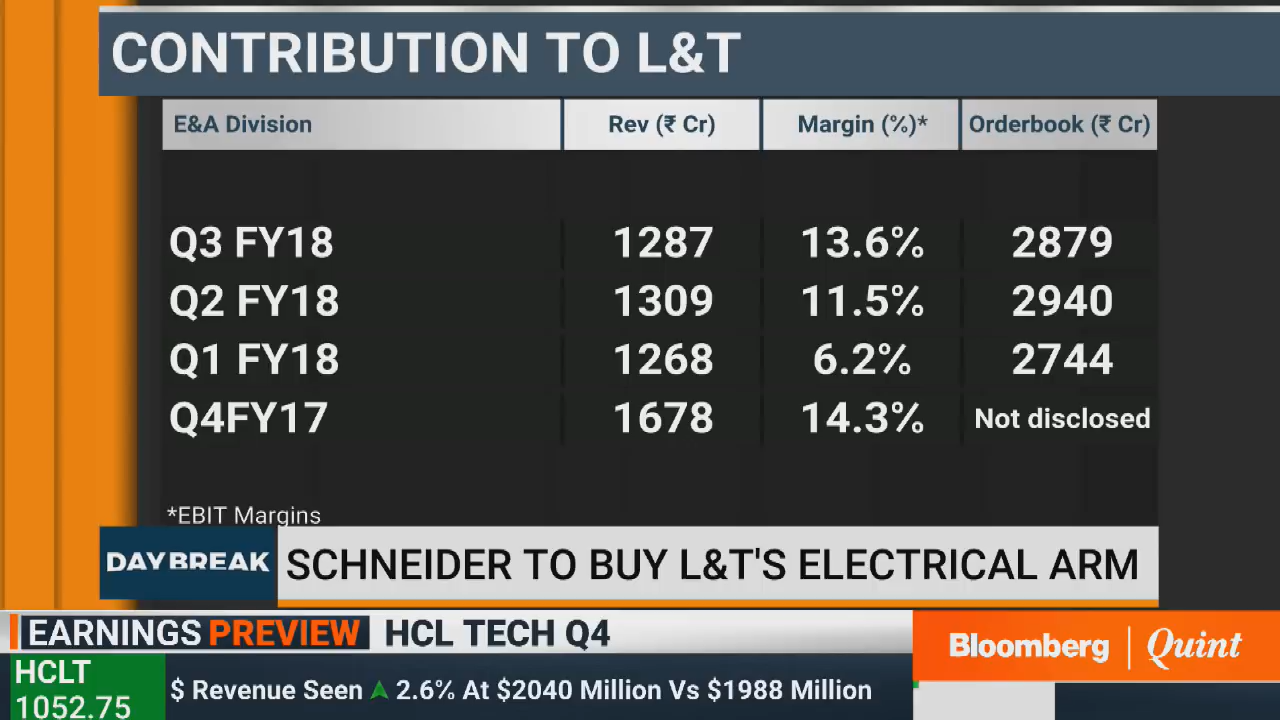 CONTRIBUTION TO L&T
E&A Division Rev (₹ Cr) Margin (%)* Orderbook (₹ Cr)
Q3 FY18 1287 13.6% 2879
Q2 FY18 1309 11.5% 2940
Q1 FY18 1268 6.2% 2744
Q4FY17 1678 14.3% Not disclosed
*EBIT Margins
DAYBREAK SCHNEIDER TO BUY L&T'S ELECTRICAL ARM
EARNINGS PREVIEW HCL TECH Q4
Bloomberg | Quint
HCLT
1052.75
$ Revenue Seen ▲ 2.6% At $2040 Million Vs $1988 Million